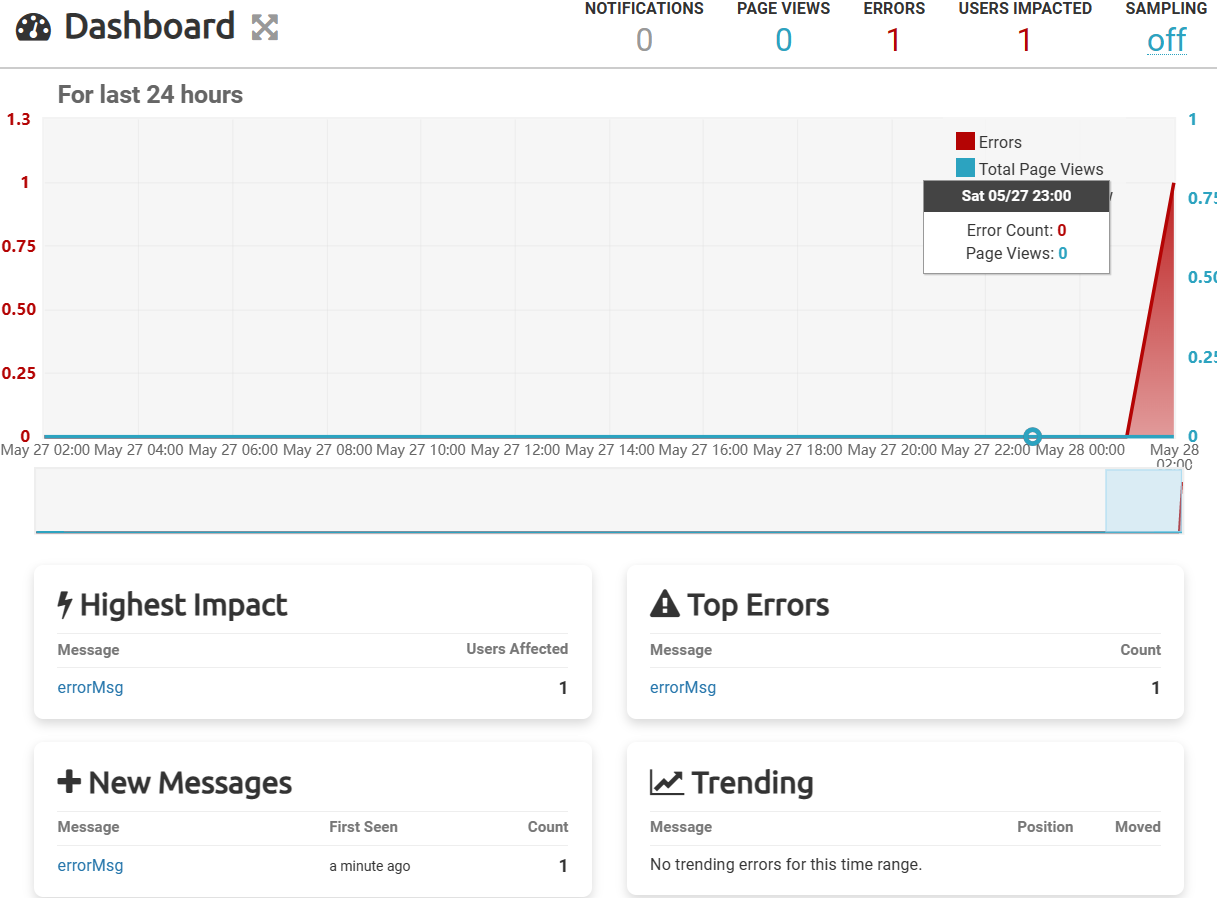 Dashboard
NOTIFICATIONS PAGE VIEWS ERRORS USERS IMPACTED SAMPLING
0 0 1 1 off
For last 24 hours
1.3 1
Errors
1 Total Page Views
Sat 05/27 23:00
0.75 0.75
Error Count: 0
Page Views: 0
0.50 0.50
0.25 0.25
0 0
May 27 02:00 May 27 04:00 May 27 06:00 May 27 08:00 May 27 10:00 May 27 12:00 May 27 14:00 May 27 16:00 May 27 18:00 May 27 20:00 May 27 22:00 May 28 00:00 May 28
02:00
Highest Impact
Message Users Affected
errorMsg 1
Top Errors
Message Count
errorMsg 1
New Messages
Message First Seen Count
errorMsg a minute ago 1
Trending
Message Position Moved
No trending errors for this time range.